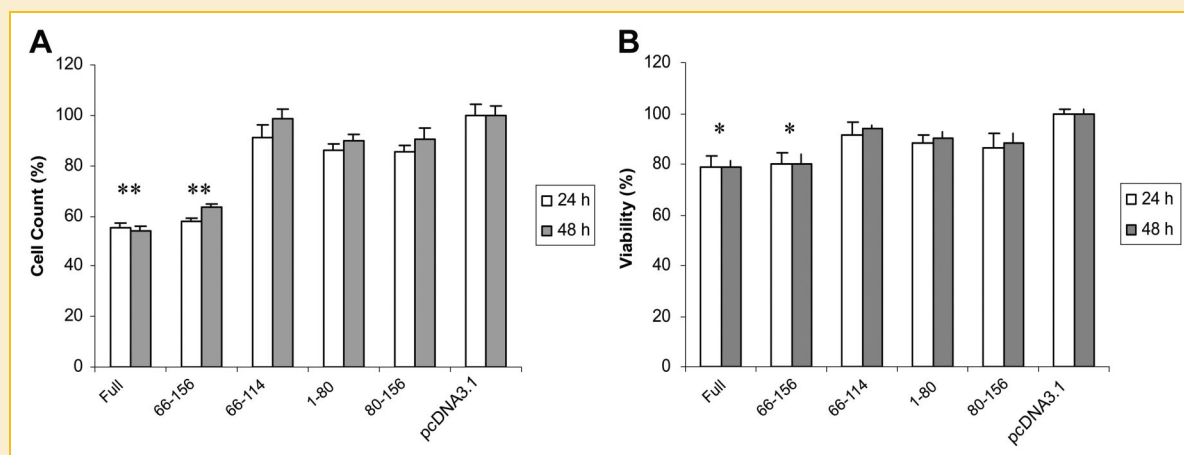 A
Cell Count (%)
120
100
80
60
40
20
0
**
**
Full
66-156
66-114
1-80
80-156
pcDNA3.1
24 h
48 h
B
Viability (%)
120
100
80
60
40
20
0
*
*
Full
66-156
66-114
1-80
80-156
pcDNA3.1
24 h
48 h